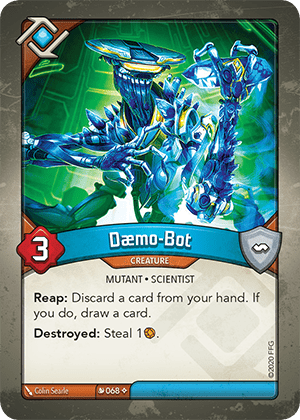 Dæmo-Bot
CREATURE
3
MUTANT • SCIENTIST
Reap: Discard a card from your hand. If
you do, draw a card.
Destroyed: Steal 1.
Colin Searle
068
©2020 FFG